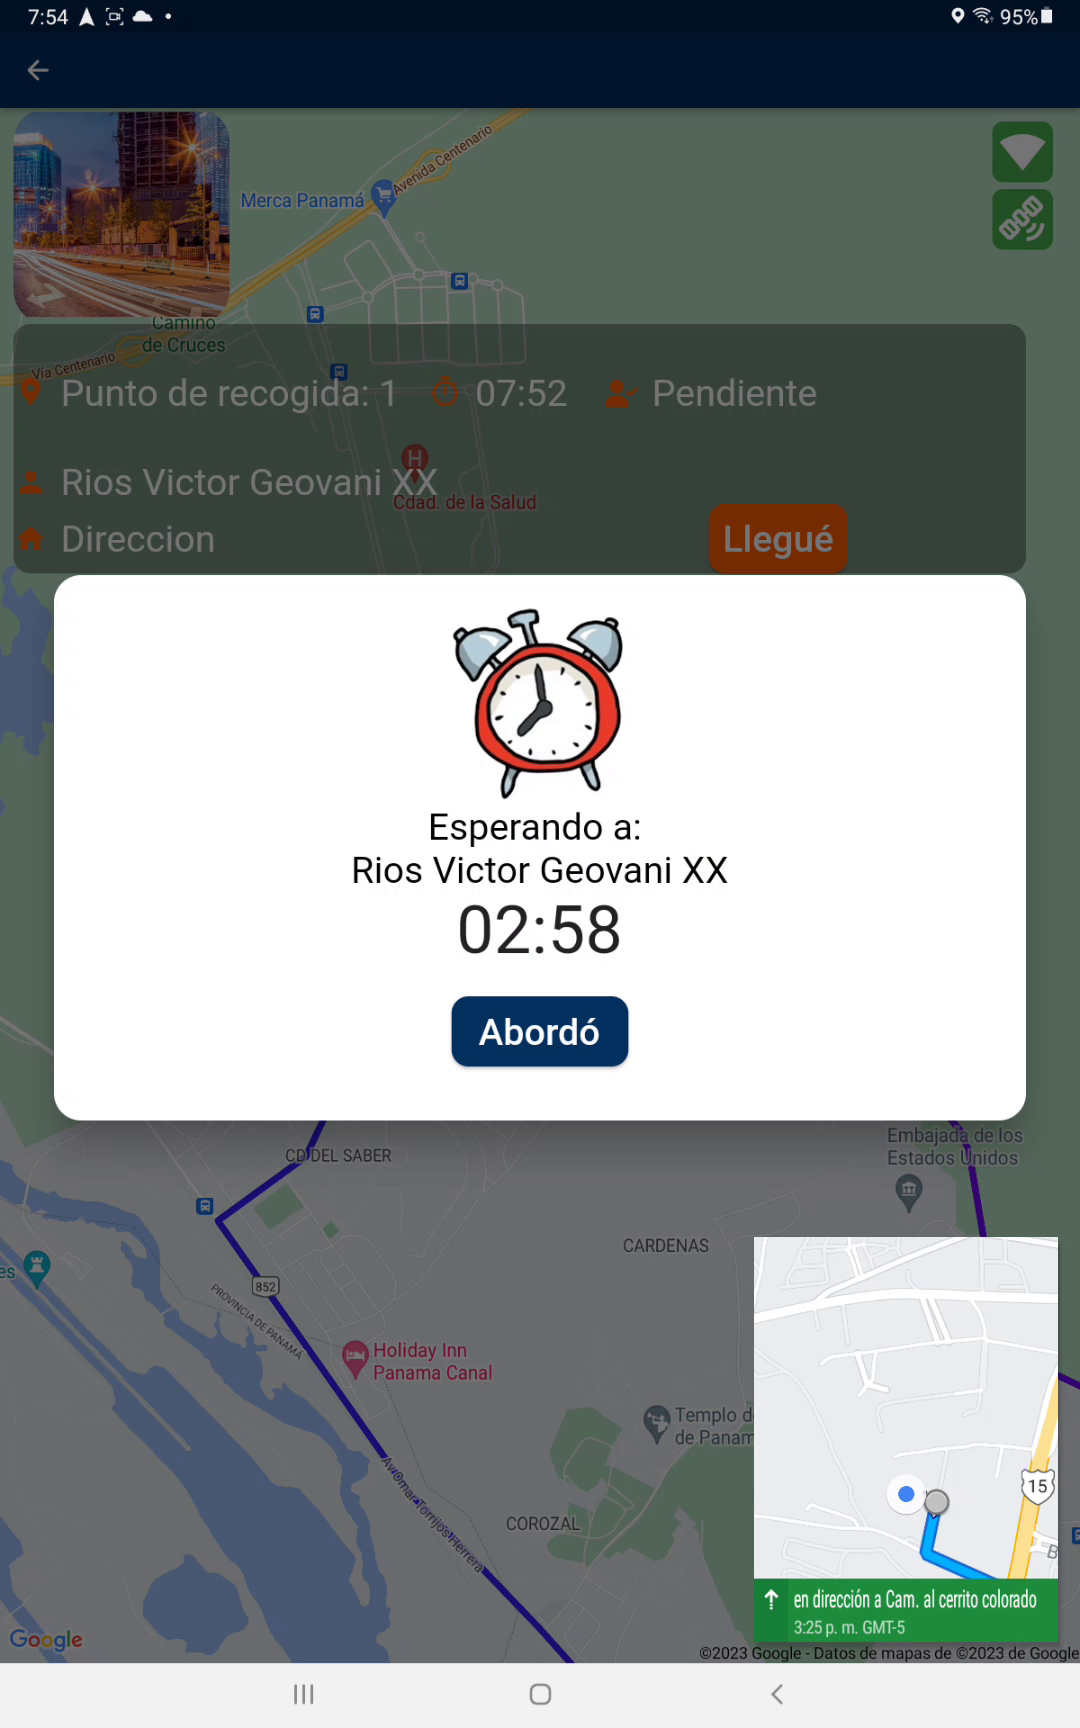 7:54
95%
Avenida Centenario
Merca Panamá
Camino
de Cruces
Vía Centenario
Punto de recogida: 1
07:52
Pendiente
H
Rios Victor Geovani XX
Cdad. de la Salud
Direccion
Llegué
Esperando a:
Rios Victor Geovani XX
02:58
Abordó
CD DEL SABER
Embajada de los
Estados Unidos
CARDENAS
es
852
PROVINCIA DE PANAMÁ
Holiday Inn
Panama Canal
Templo d
de Panam
15
Av Omar Torrijos Herrera
COROZAL
B
en dirección a Cam. al cerrito colorado
3:25 p. m. GMT-5
Google
©2023 Google - Datos de mapas de ©2023 de Google